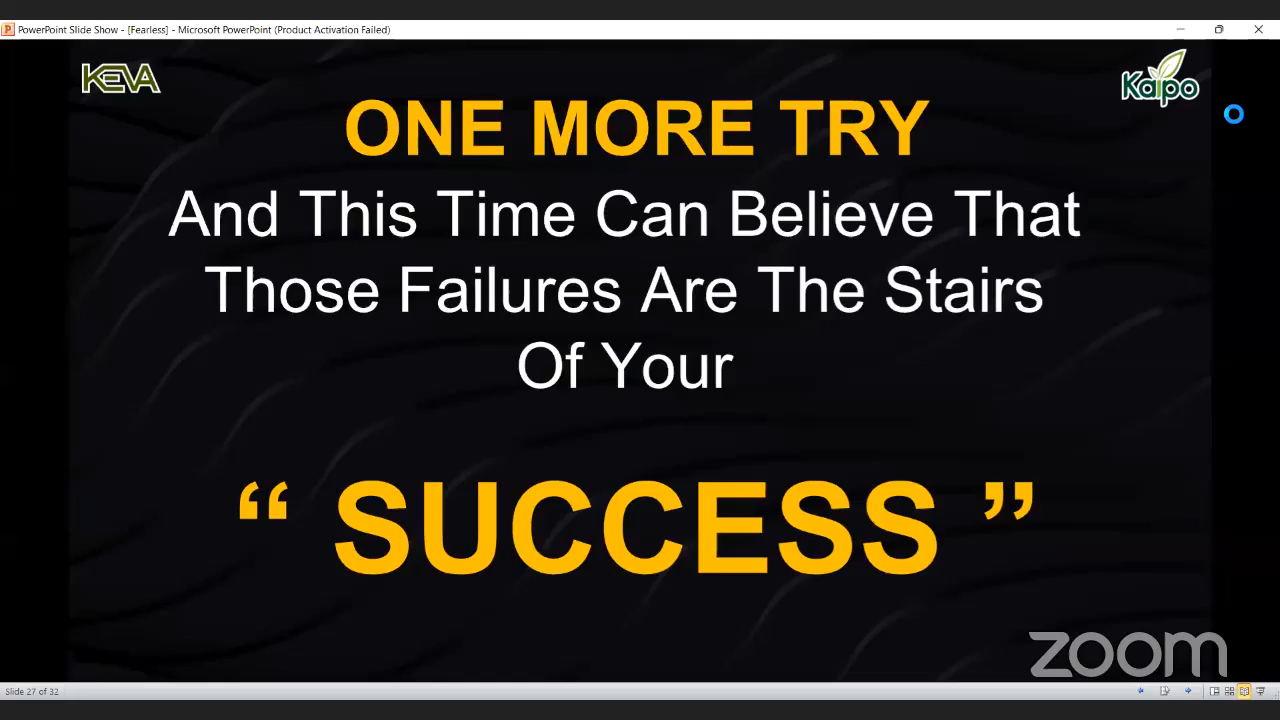 PowerPoint Slide Show - [Fearless] - Microsoft PowerPoint (Product Activation Failed)
KEVA
Kaipo
ONE MORE TRY
And This Time Can Believe That
Those Failures Are The Stairs
Of Your
“ SUCCESS ”
zoom
Slide 27 of 32